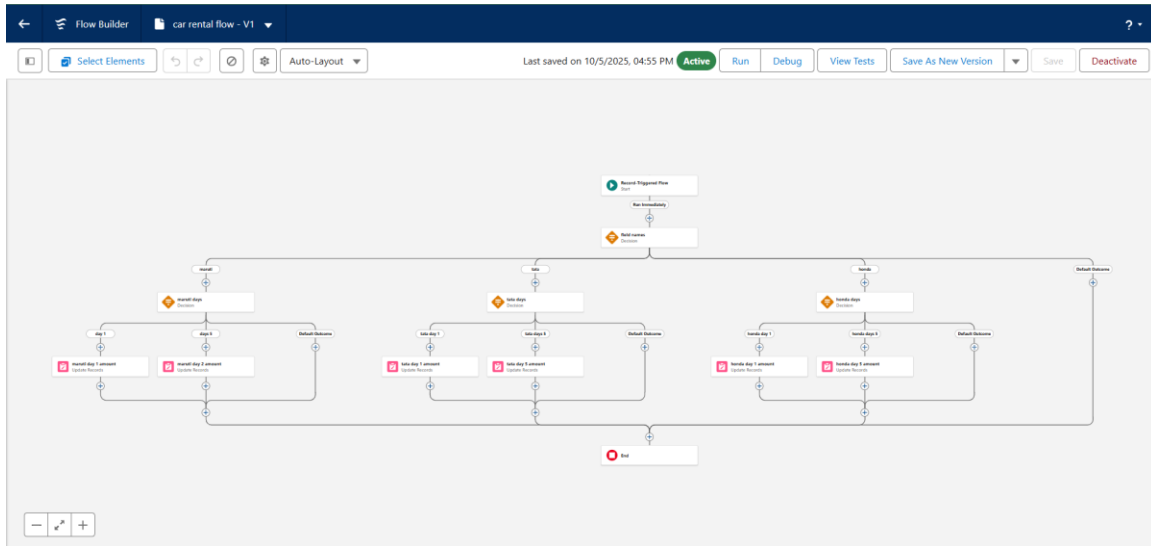 Flow Builder car rental flow - V1 ?
Select Elements Auto-Layout Last saved on 10/5/2025, 04:55 PM Active Run Debug View Tests Save As New Version Save Deactivate
Record-Triggered Flow
Start
Run Immediately
field names
Decision
maruti tata honda Default Outcome
maruti days tata days honda days
Decision Decision Decision
day 1 days 5 Default Outcome tata day 1 tata days 5 Default Outcome honda day 1 honda days 5 Default Outcome
maruti day 1 amount maruti day 2 amount tata day 1 amount tata day 5 amount honda day 1 amount honda day 5 amount
Update Records Update Records Update Records Update Records Update Records Update Records
End